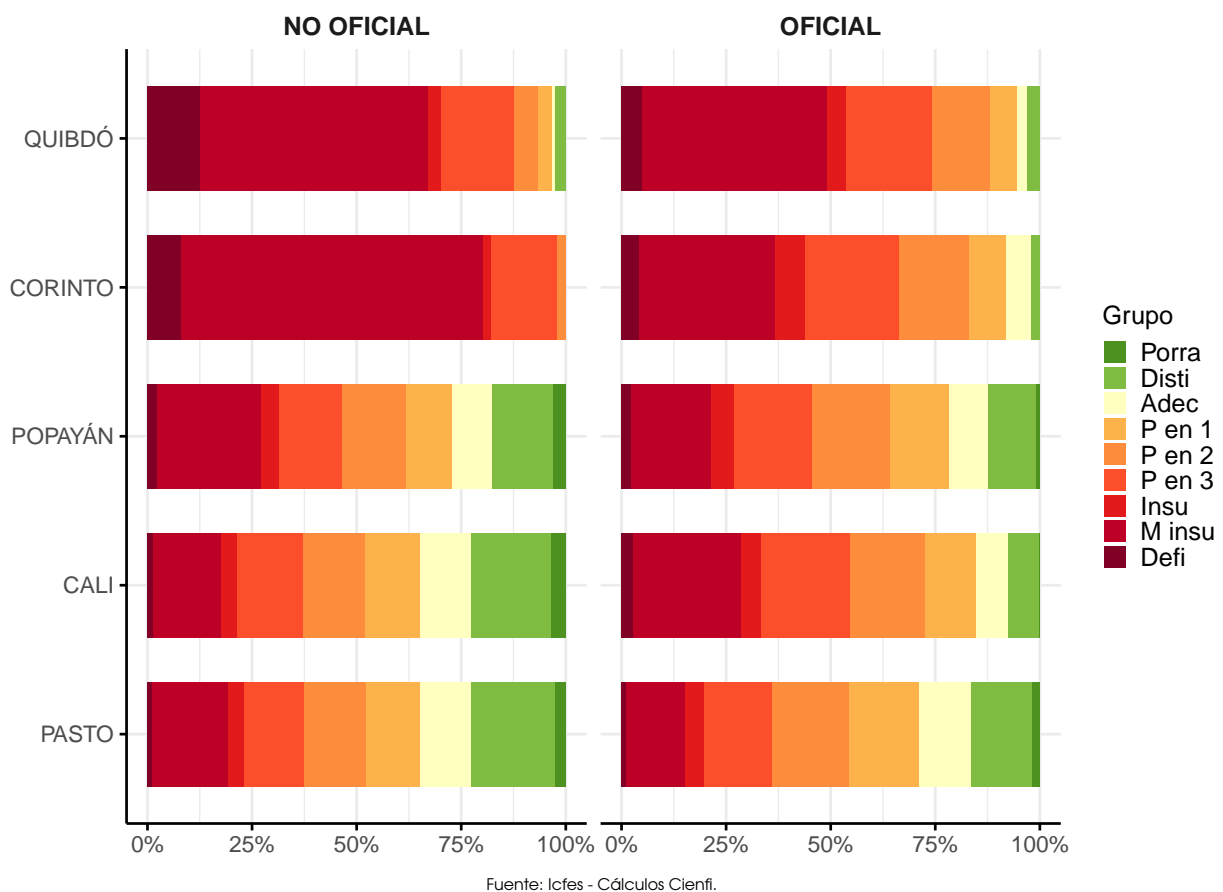 NO OFICIAL
OFICIAL
QUIBDÓ
CORINTO
POPAYÁN
CALI
PASTO
0%
25%
50%
75%
100%
0%
25%
50%
75%
100%
Grupo
Porra
Disti
Adec
P en 1
P en 2
P en 3
Insu
M insu
Defi
Fuente: Icfes - Cálculos Cienfi.